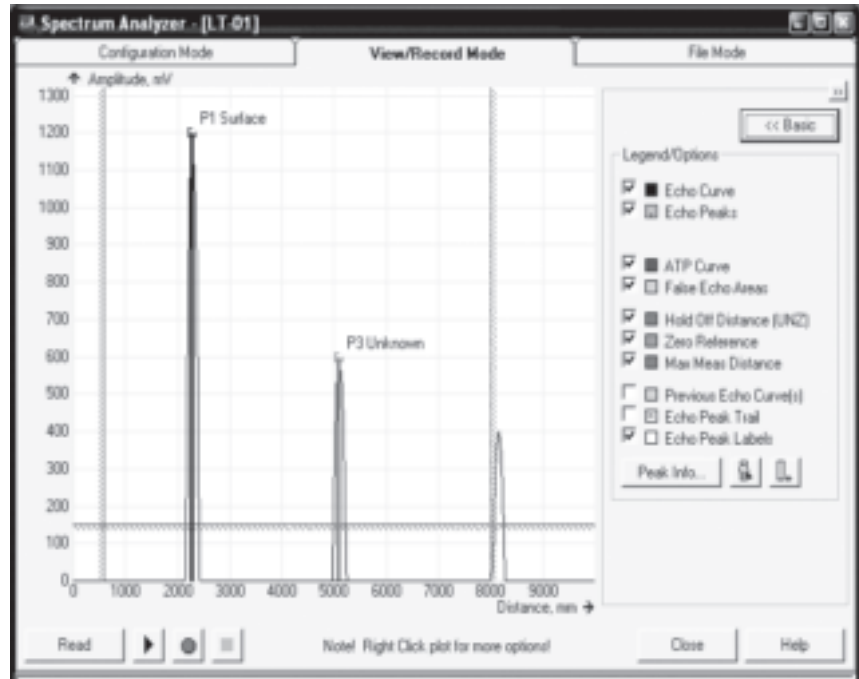 Spectrum Analyzer - [LT-01]
Configuration Mode
View/Record Mode
File Mode
Amplitude, mV
1300
1200
1100
1000
900
800
700
600
500
400
300
200
100
0
P1 Surface
P3 Unknown
0 1000 2000 3000 4000 5000 6000 7000 8000 9000
Distance, mm
>>
<< Basic
Legend/Options
Echo Curve
Echo Peaks
ATP Curve
False Echo Areas
Hold Off Distance (UNZ)
Zero Reference
Max Meas Distance
Previous Echo Curve(s)
Echo Peak Trail
Echo Peak Labels
Peak Info...
Read
Note! Right Click plot for more options!
Close
Help